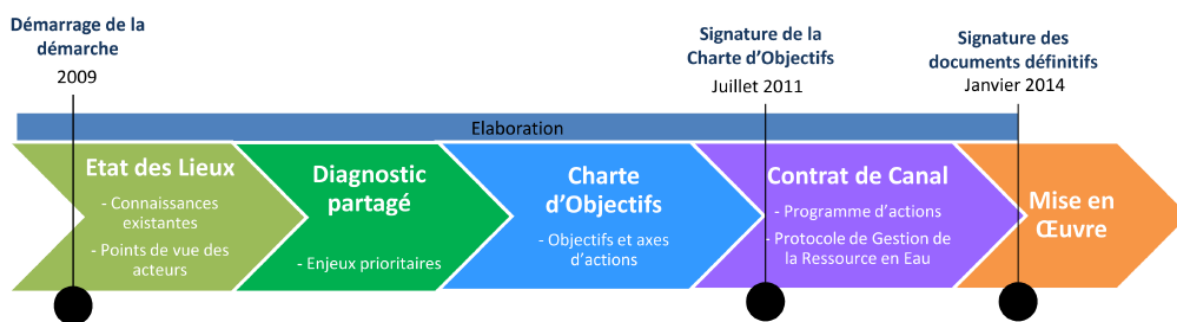 Démarrage de la
démarche
2009
Signature de la
Charte d'Objectifs
Juillet 2011
Signature des
documents définitifs
Janvier 2014
Elaboration
Etat des Lieux
- Connaissances
existantes
- Points de vue des
acteurs
Diagnostic
partagé
- Enjeux prioritaires
Charte
d'Objectifs
- Objectifs et axes
d'actions
Contrat de Canal
- Programme d'actions
- Protocole de Gestion de
la Ressource en Eau
Mise en
Œuvre